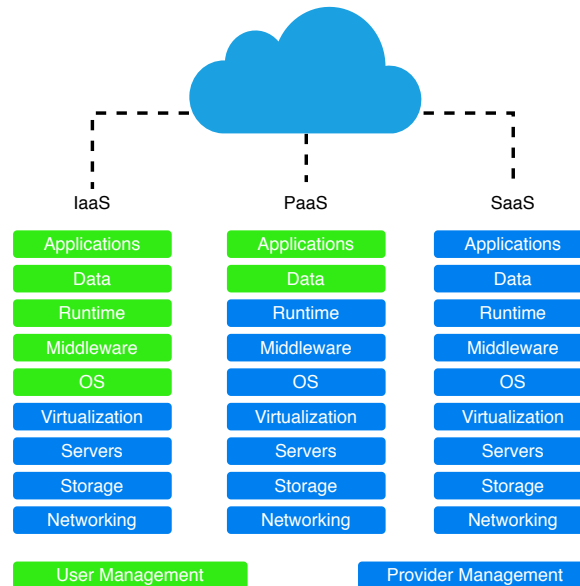 IaaS
PaaS
SaaS
Applications
Applications
Applications
Data
Data
Data
Runtime
Runtime
Runtime
Middleware
Middleware
Middleware
OS
OS
OS
Virtualization
Virtualization
Virtualization
Servers
Servers
Servers
Storage
Storage
Storage
Networking
Networking
Networking
User Management
Provider Management